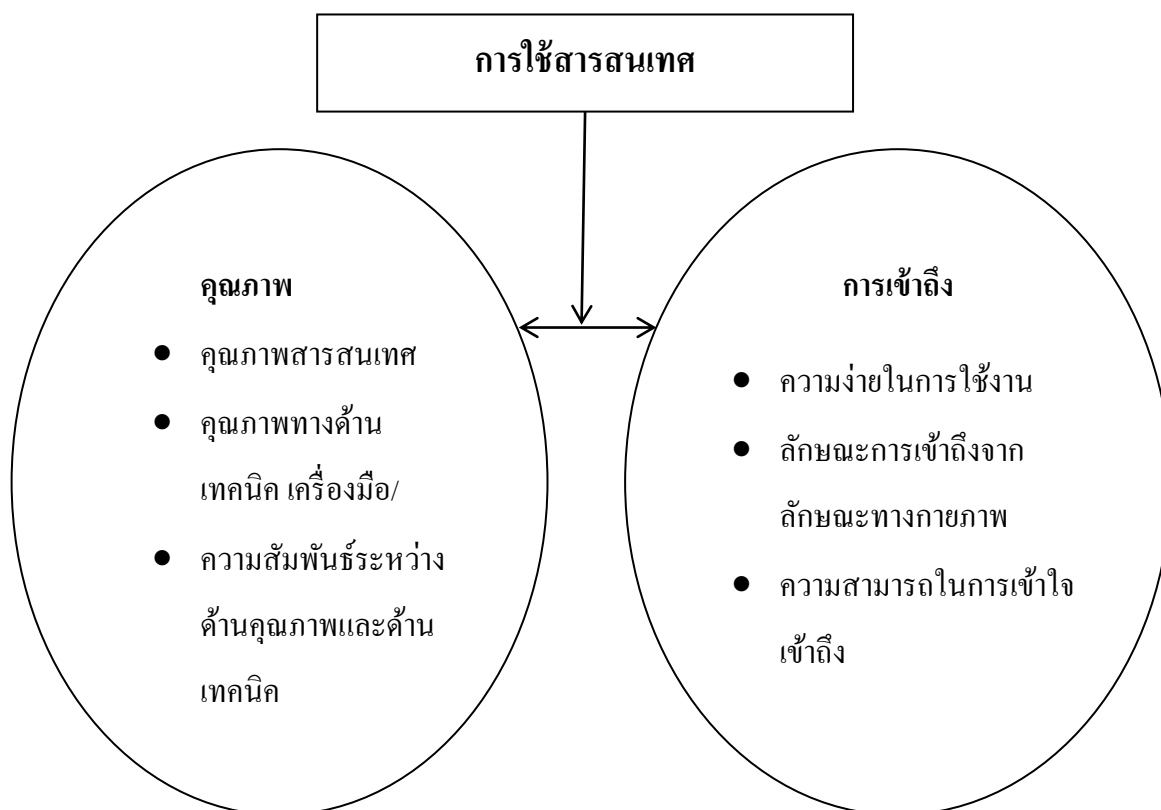 การใช้สารสนเทศ
คุณภาพ
● คุณภาพสารสนเทศ
● คุณภาพทางด้าน
เทคนิค เครื่องมือ/
● ความสัมพันธ์ระหว่าง
ด้านคุณภาพและด้าน
เทคนิค
การเข้าถึง
● ความง่ายในการใช้งาน
● ลักษณะการเข้าถึงจาก
ลักษณะทางกายภาพ
● ความสามารถในการเข้าใจ
เข้าถึง